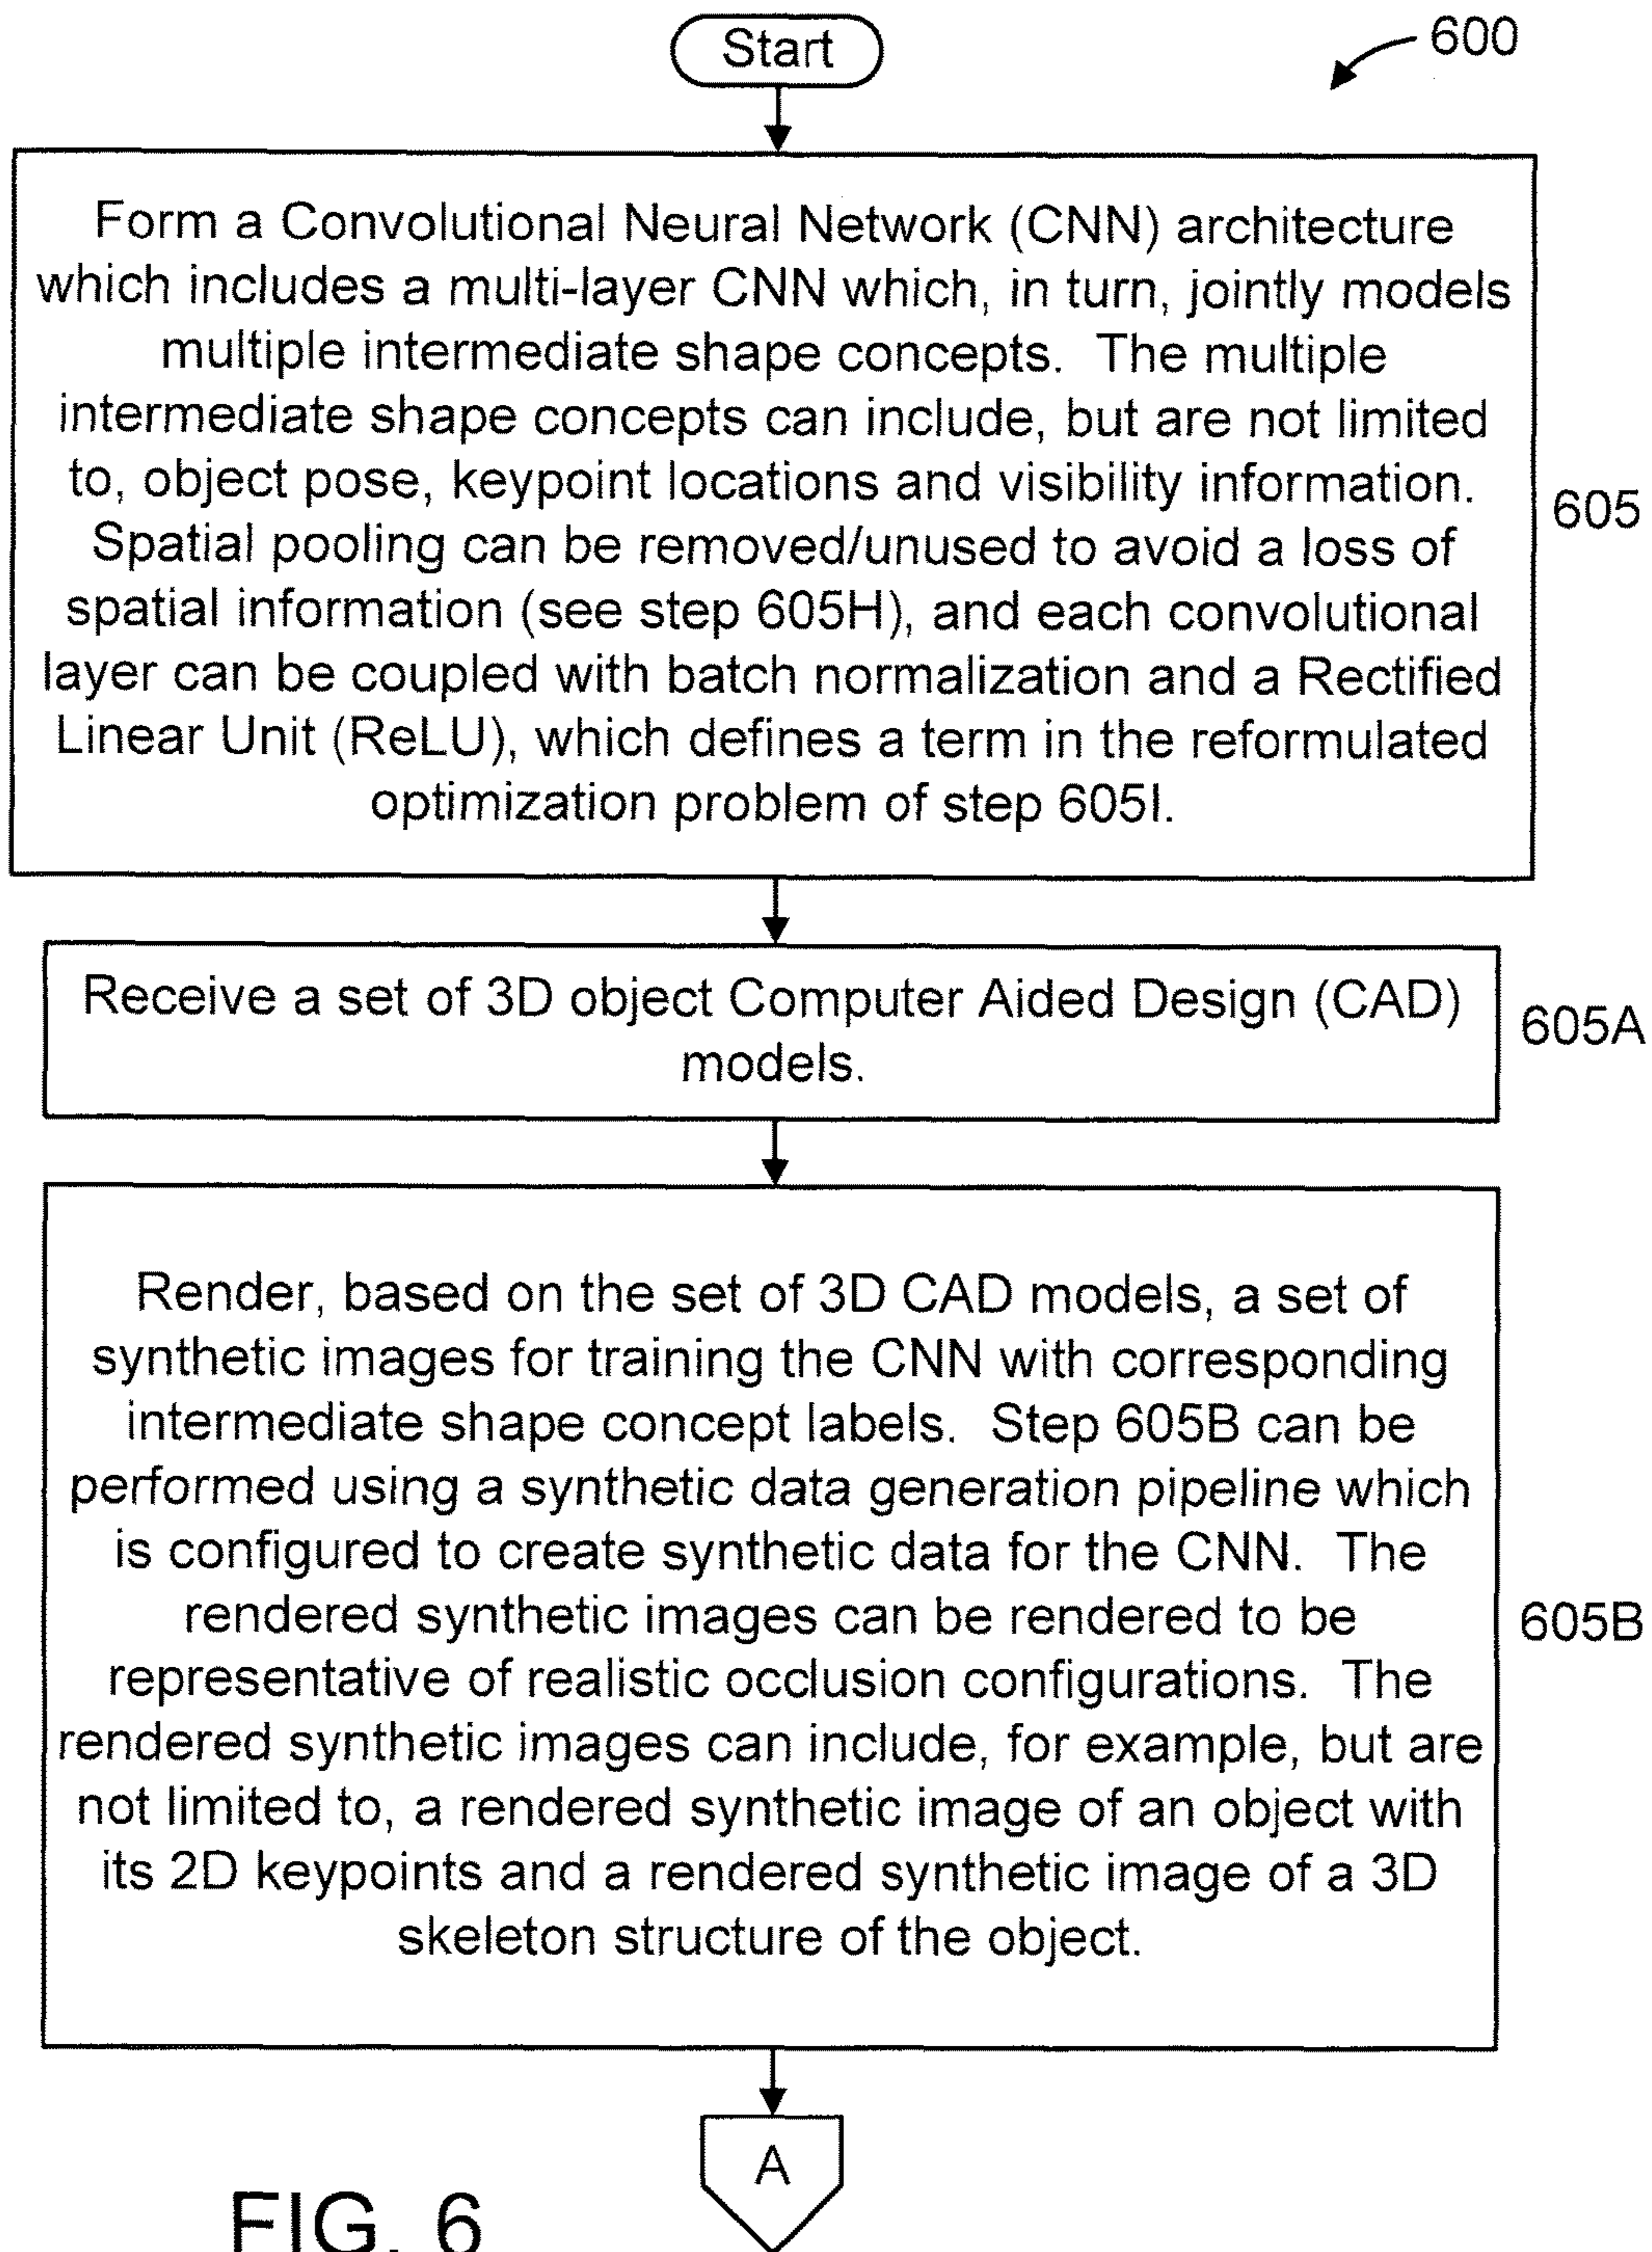 Start
600
Form a Convolutional Neural Network (CNN) architecture
which includes a multi-layer CNN which, in turn, jointly models
multiple intermediate shape concepts. The multiple
intermediate shape concepts can include, but are not limited
to, object pose, keypoint locations and visibility information.
Spatial pooling can be removed/unused to avoid a loss of
spatial information (see step 605H), and each convolutional
layer can be coupled with batch normalization and a Rectified
Linear Unit (ReLU), which defines a term in the reformulated
optimization problem of step 605I.
605
Receive a set of 3D object Computer Aided Design (CAD)
models.
605A
Render, based on the set of 3D CAD models, a set of
synthetic images for training the CNN with corresponding
intermediate shape concept labels. Step 605B can be
performed using a synthetic data generation pipeline which
is configured to create synthetic data for the CNN. The
rendered synthetic images can be rendered to be
representative of realistic occlusion configurations. The
rendered synthetic images can include, for example, but are
not limited to, a rendered synthetic image of an object with
its 2D keypoints and a rendered synthetic image of a 3D
skeleton structure of the object.
605B
A
FIG. 6